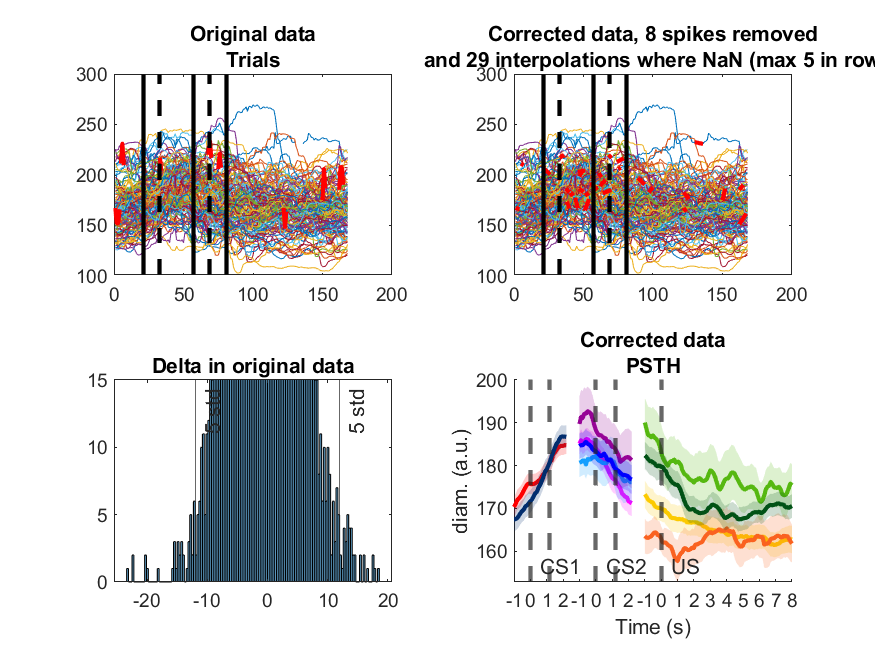 Original data
Trials
300
250
200
150
100
0
50
100
150
200
Corrected data, 8 spikes removed
and 29 interpolations where NaN (max 5 in row
300
250
200
150
100
0
50
100
150
200
Delta in original data
15
10
5
0
-20
-10
0
10
20
5 std
5 std
Corrected data
PSTH
diam. (a.u.)
200
190
180
170
160
CS1
CS2
US
-1 0 1 2 -1 0 1 2 -1 0 1 2 3 4 5 6 7 8
Time (s)